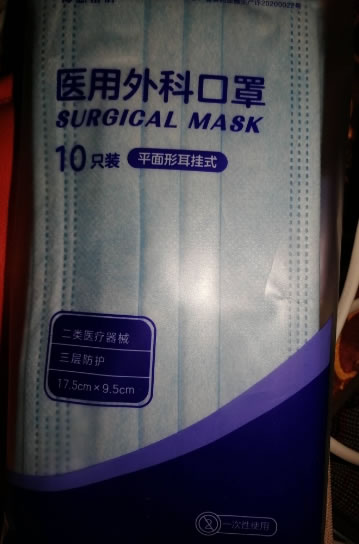 医用外科口罩
SURGICAL MASK
10只装 平面形耳挂式
二类医疗器械
三层防护
17.5cm×9.5cm
一次性使用